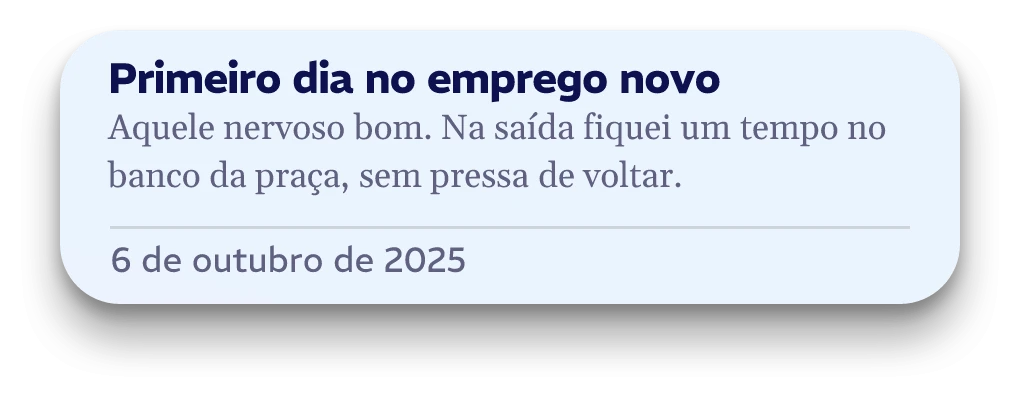 Primeiro dia no emprego novo
Aquele nervoso bom. Na saída fiquei um tempo no
banco da praça, sem pressa de voltar.
6 de outubro de 2025